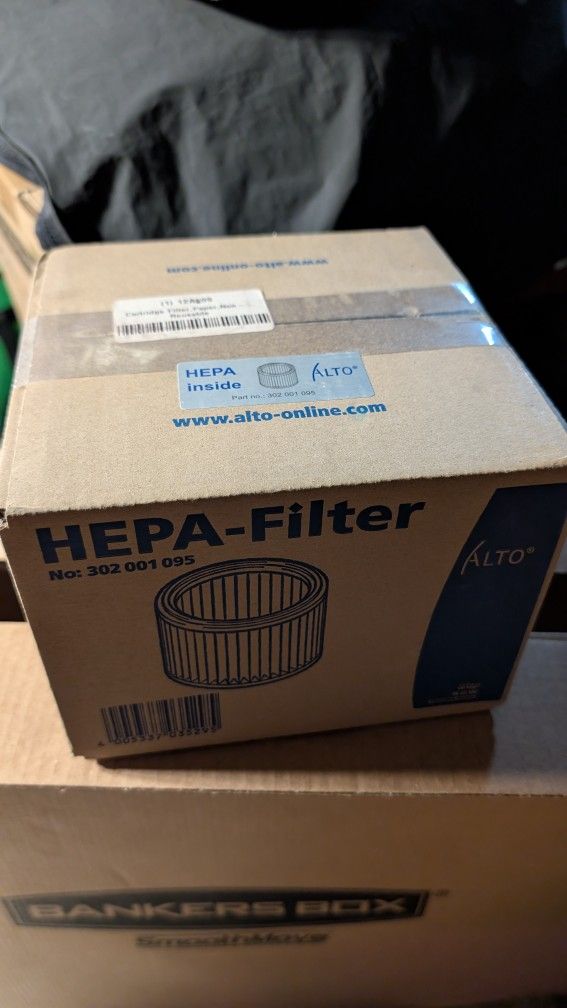 www.alto-online.com
Cartridge Filter,Paper,Non -
Reusable
HEPA
inside
ALTO®
Part no.: 302 001 095
www.alto-online.com
HEPA-Filter
No: 302 001 095
ALTO®
BANKERS BOX
SmoothMove